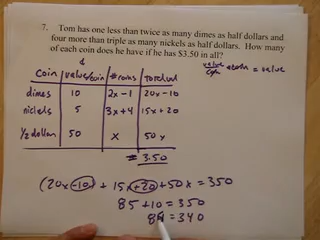 7. Tom has one less than twice as many dimes as half dollars and
four more than triple as many nickels as half dollars. How many
of each coin does he have if he has $3.50 in all?
value/coin · #coin = value
coin value/coin # coins total val
dimes 10 2x-1 20x-10
nickels 5 3x+4 15x+20
1/2 dollar 50 x 50x
= 3.50
(20x-10) + 15x+20 + 50x = 350
85 +10 = 350
85 = 340